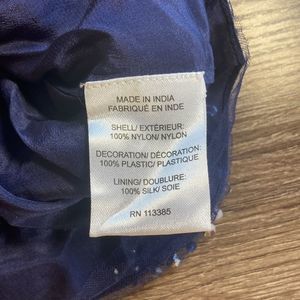 MADE IN INDIA
FABRIQUÉ EN INDE
SHELL/ EXTÉRIEUR:
100% NYLON/ NYLON
DECORATION/ DÉCORATION:
100% PLASTIC/ PLASTIQUE
LINING/ DOUBLURE:
100% SILK/ SOIE
RN 113385